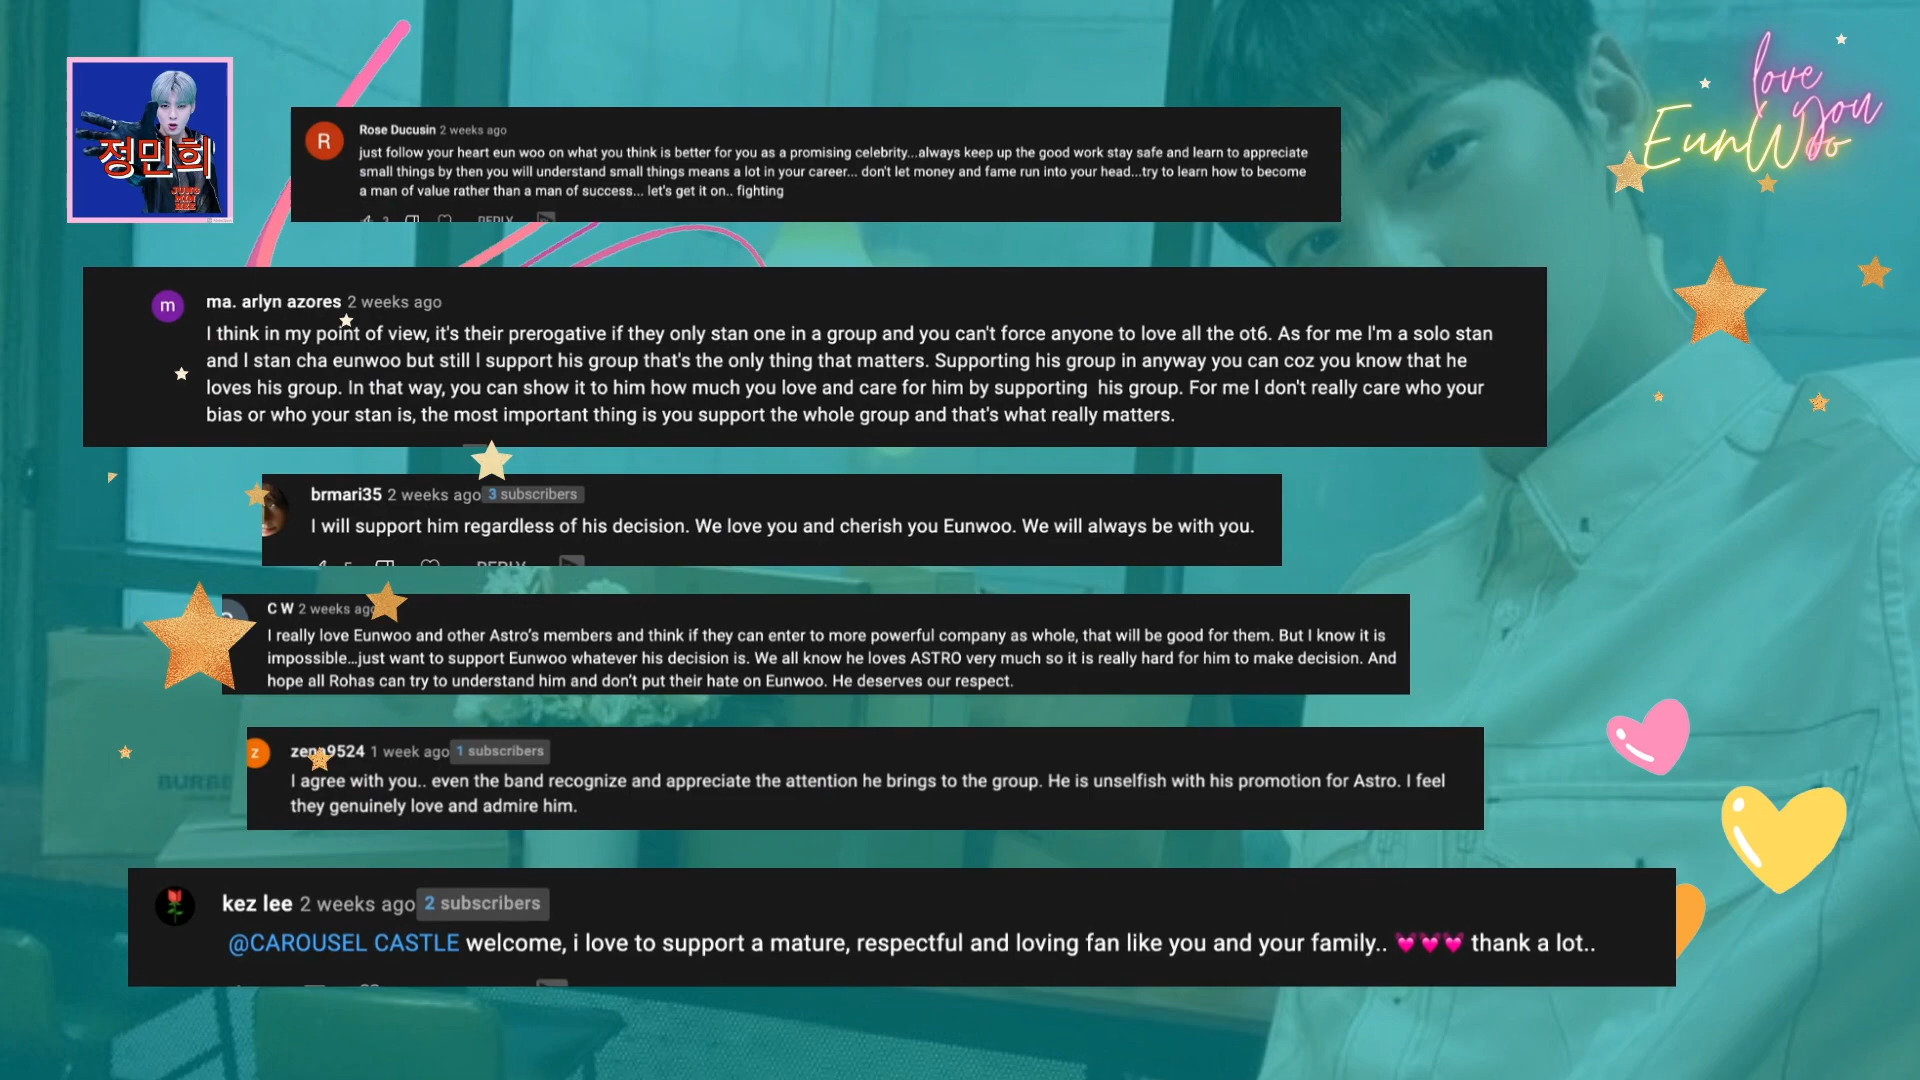 정민희
JUNG
MIN
HEE
love
you
EunWoo
R
Rose Ducusin 2 weeks ago
just follow your heart eun woo on what you think is better for you as a promising celebrity...always keep up the good work stay safe and learn to appreciate
small things by then you will understand small things means a lot in your career... don't let money and fame run into your head...try to learn how to become
a man of value rather than a man of success... let's get it on.. fighting
REPLY
m
ma. arlyn azores 2 weeks ago
I think in my point of view, it's their prerogative if they only stan one in a group and you can't force anyone to love all the ot6. As for me I'm a solo stan
and I stan cha eunwoo but still I support his group that's the only thing that matters. Supporting his group in anyway you can coz you know that he
loves his group. In that way, you can show it to him how much you love and care for him by supporting  his group. For me I don't really care who your
bias or who your stan is, the most important thing is you support the whole group and that's what really matters.
brmari35 2 weeks ago 3 subscribers
I will support him regardless of his decision. We love you and cherish you Eunwoo. We will always be with you.
REPLY
C W 2 weeks ago
I really love Eunwoo and other Astro’s members and think if they can enter to more powerful company as whole, that will be good for them. But I know it is
impossible…just want to support Eunwoo whatever his decision is. We all know he loves ASTRO very much so it is really hard for him to make decision. And
hope all Rohas can try to understand him and don’t put their hate on Eunwoo. He deserves our respect.
z
1 week ago 1 subscribers
I agree with you.. even the band recognize and appreciate the attention he brings to the group. He is unselfish with his promotion for Astro. I feel
they genuinely love and admire him.
BURBE
kez lee 2 weeks ago 2 subscribers
@CAROUSEL CASTLE welcome, i love to support a mature, respectful and loving fan like you and your family.. 💓💓💓 thank a lot..